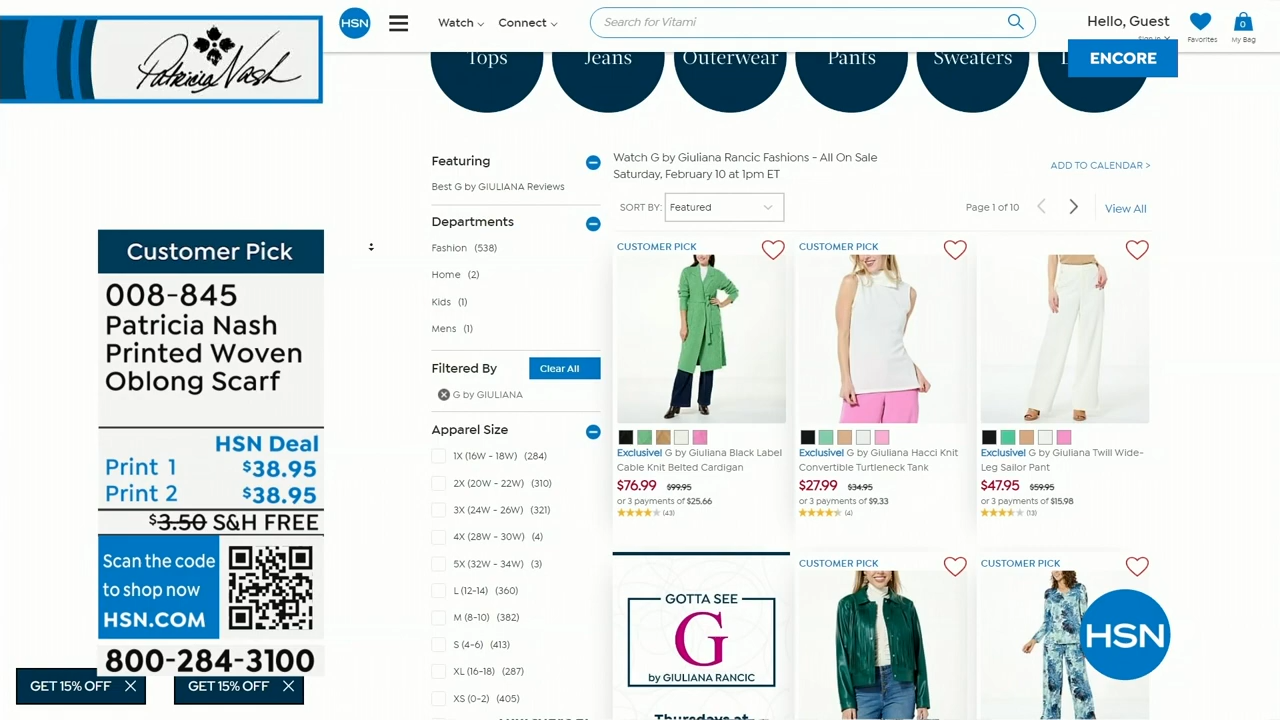 Patricia Nash
HSN
Watch
Connect
Search for Vitami
Hello, Guest
Favorites
0
My Bag
ENCORE
Tops
Jeans
Outerwear
Pants
Sweaters
Featuring
Best G by GIULIANA Reviews
Departments
Fashion (538)
Home (2)
Kids (1)
Mens (1)
Filtered By
Clear All
G by GIULIANA
Apparel Size
1X (16W - 18W) (284)
2X (20W - 22W) (310)
3X (24W - 26W) (321)
4X (28W - 30W) (4)
5X (32W - 34W) (3)
L (12-14) (360)
M (8-10) (382)
S (4-6) (413)
XL (16-18) (287)
XS (0-2) (405)
Watch G by Giuliana Rancic Fashions - All On Sale
Saturday, February 10 at 1pm ET
ADD TO CALENDAR >
SORT BY: Featured
Page 1 of 10
View All
CUSTOMER PICK
Exclusive! G by Giuliana Black Label
Cable Knit Belted Cardigan
$76.99 $99.95
or 3 payments of $25.66
(43)
CUSTOMER PICK
Exclusive! G by Giuliana Hacci Knit
Convertible Turtleneck Tank
$27.99 $34.95
or 3 payments of $9.33
(4)
Exclusive! G by Giuliana Twill Wide-
Leg Sailor Pant
$47.95 $59.95
or 3 payments of $15.98
(13)
GOTTA SEE
G
by GIULIANA RANCIC
Thursdays at
CUSTOMER PICK
CUSTOMER PICK
HSN
Customer Pick
008-845
Patricia Nash
Printed Woven
Oblong Scarf
HSN Deal
Print 1 $38.95
Print 2 $38.95
$3.50 S&H FREE
Scan the code
to shop now
HSN.COM
800-284-3100
GET 15% OFF
GET 15% OFF